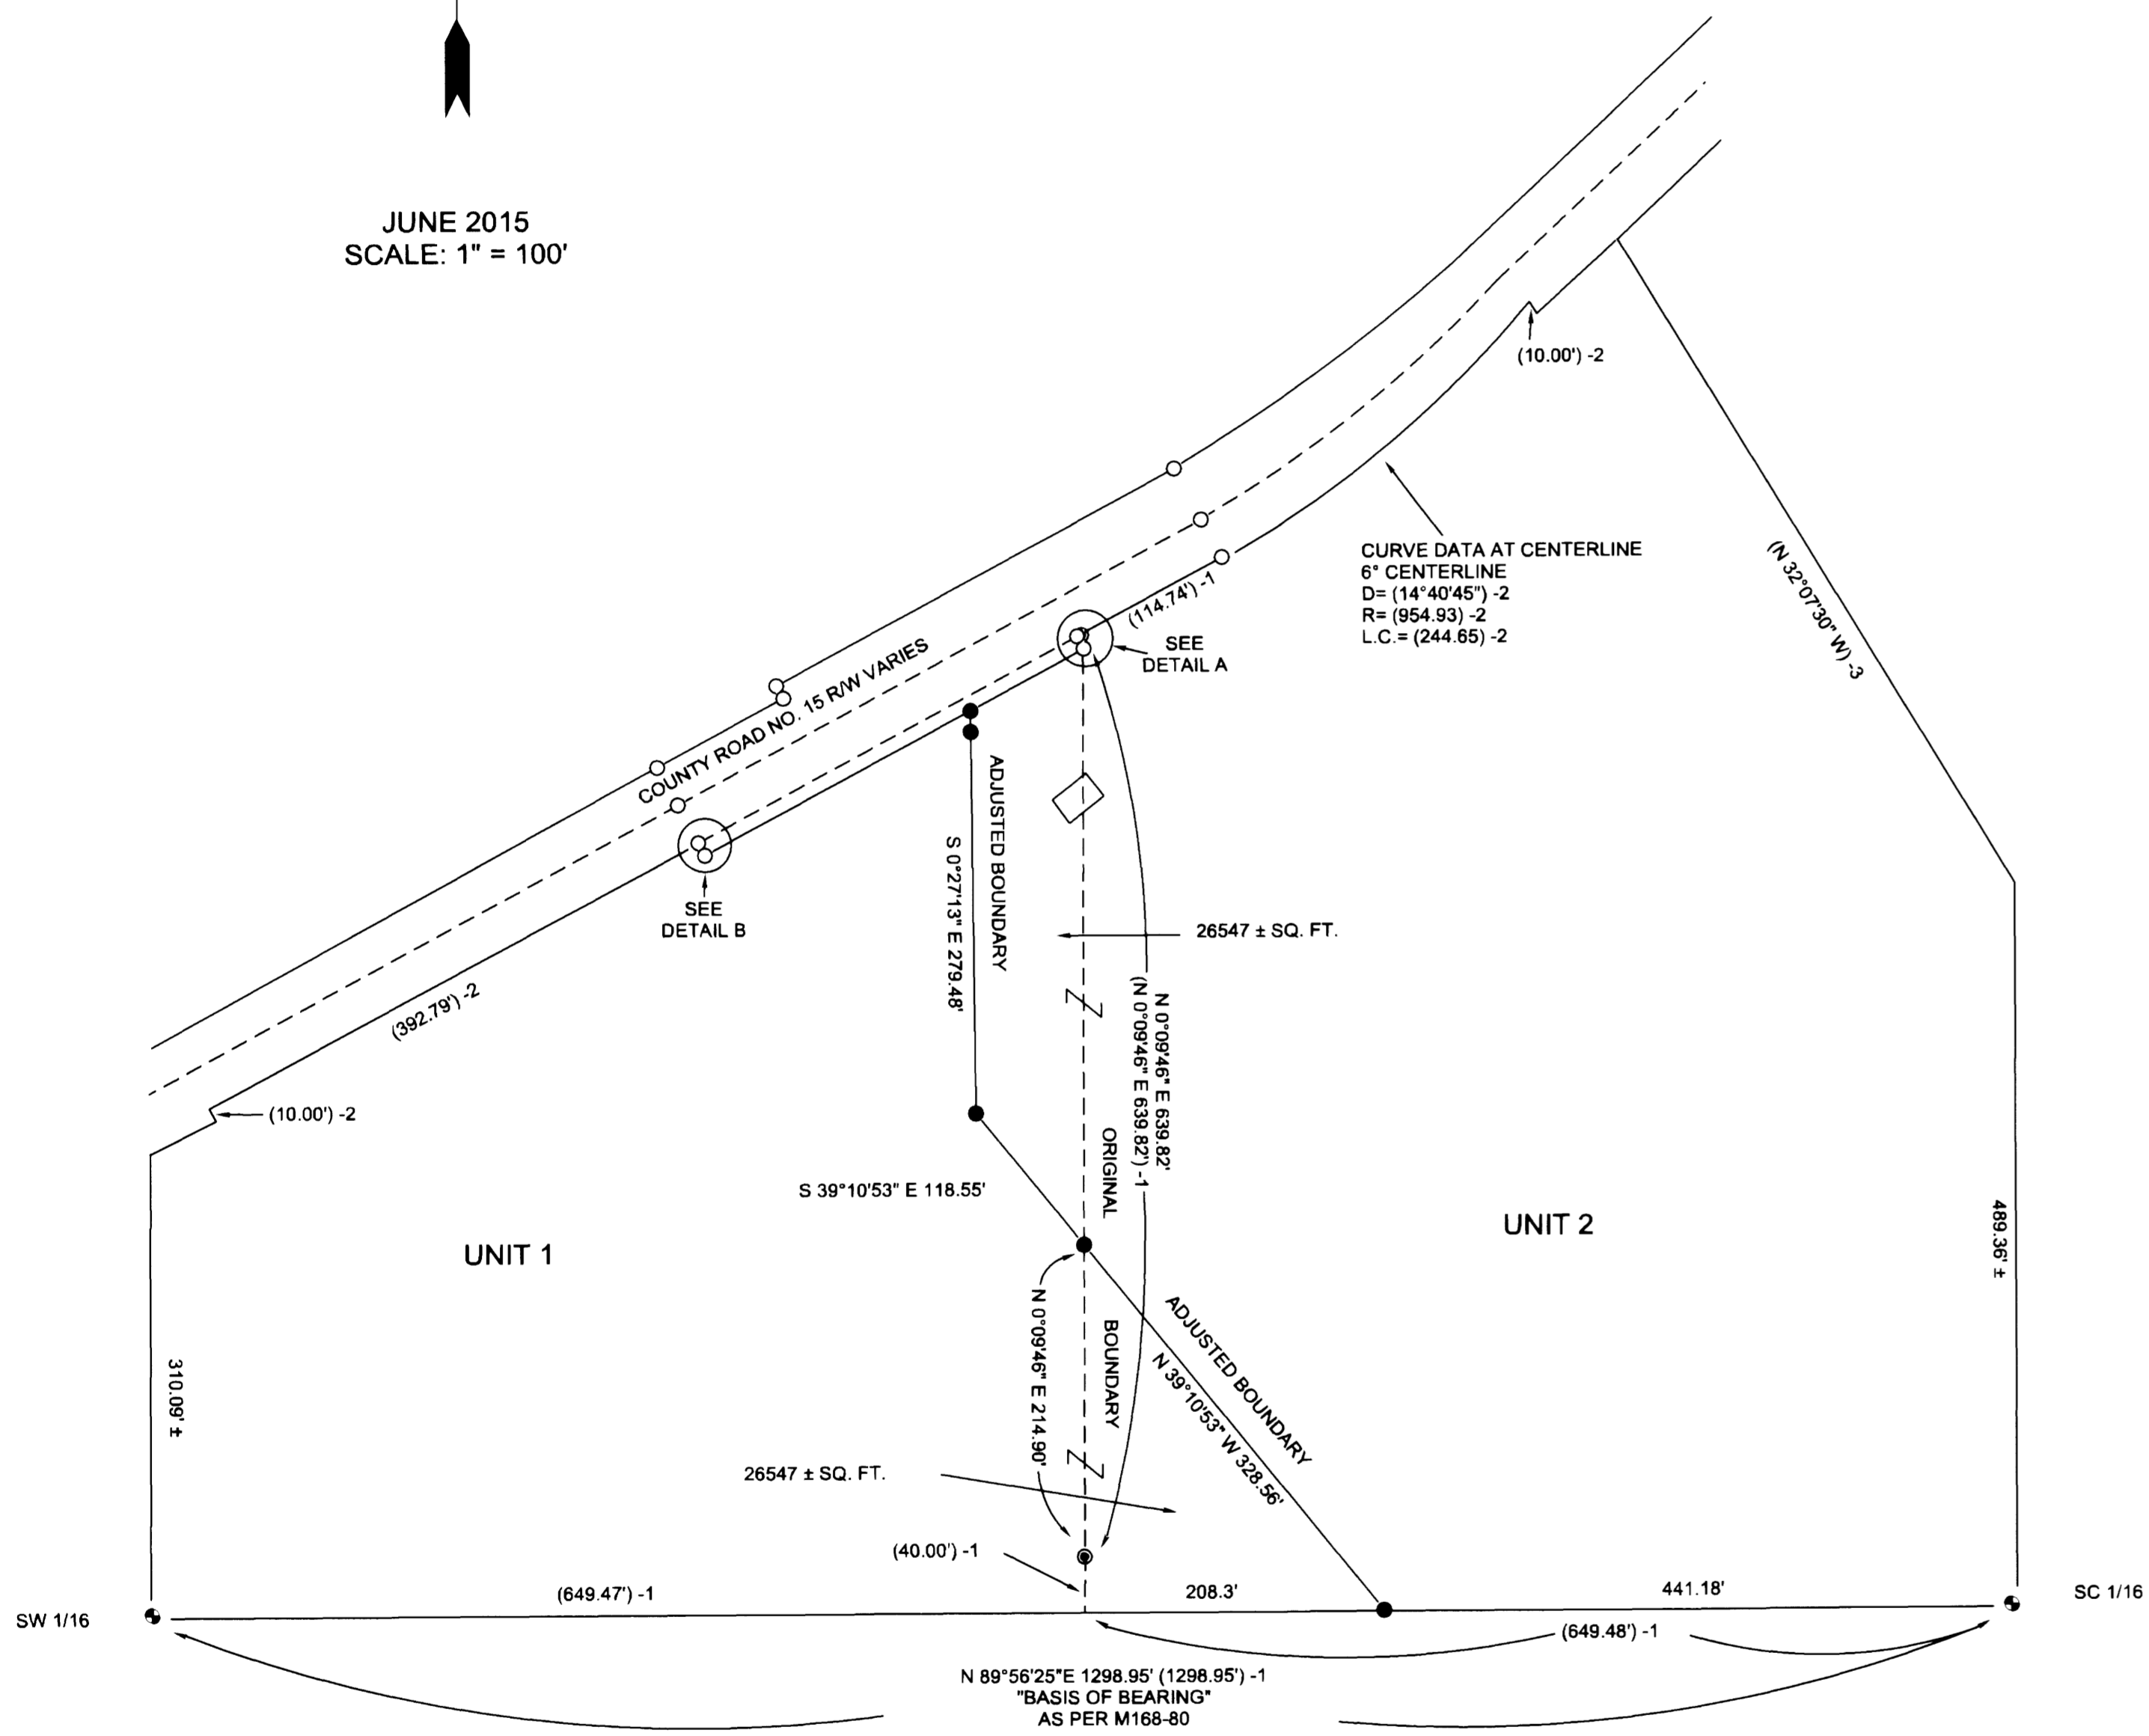 JUNE 2015
SCALE: 1" = 100'
(10.00') -2
CURVE DATA AT CENTERLINE
6° CENTERLINE
D= (14°40'45") -2
R= (954.93) -2
L.C.= (244.65) -2
(N 32°07'30" W) -3
(114.74') -1
SEE
DETAIL A
COUNTY ROAD NO. 15 R/W VARIES
ADJUSTED BOUNDARY
S 0°27'13" E 279.48'
SEE
DETAIL B
26547 ± SQ. FT.
(392.79') -2
N 0°09'46" E 639.82'
(N 0°09'46" E 639.82') -1
(10.00') -2
ORIGINAL
S 39°10'53" E 118.55'
UNIT 1
UNIT 2
489.36' ±
310.09' ±
N 0°09'46" E 214.90'
BOUNDARY
ADJUSTED BOUNDARY
N 39°10'53" W 328.56'
26547 ± SQ. FT.
(40.00') -1
SW 1/16
(649.47') -1
208.3'
441.18'
SC 1/16
(649.48') -1
N 89°56'25"E 1298.95' (1298.95') -1
"BASIS OF BEARING"
AS PER M168-80